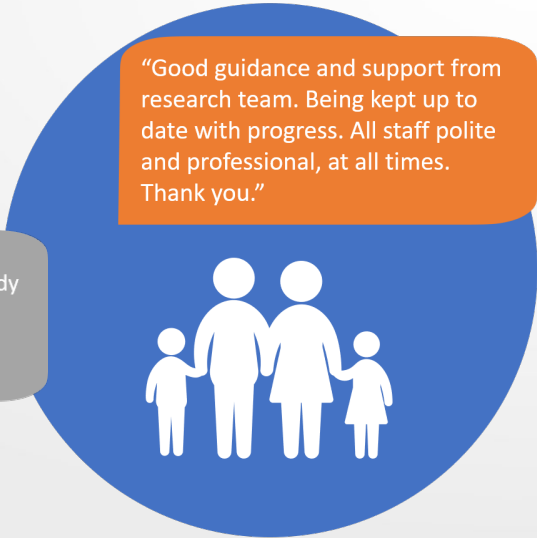 “Good guidance and support from
research team. Being kept up to
date with progress. All staff polite
and professional, at all times.
Thank you.”